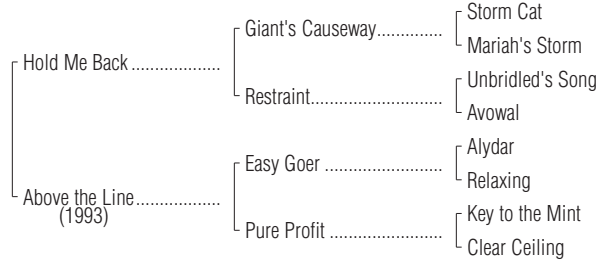 Storm Cat
Giant's Causeway..............
Mariah's Storm
Hold Me Back ...................
Unbridled's Song
Restraint............................
Avowal
Alydar
Easy Goer .........................
Relaxing
Above the Line..................
(1993)
Key to the Mint
Pure Profit ........................
Clear Ceiling